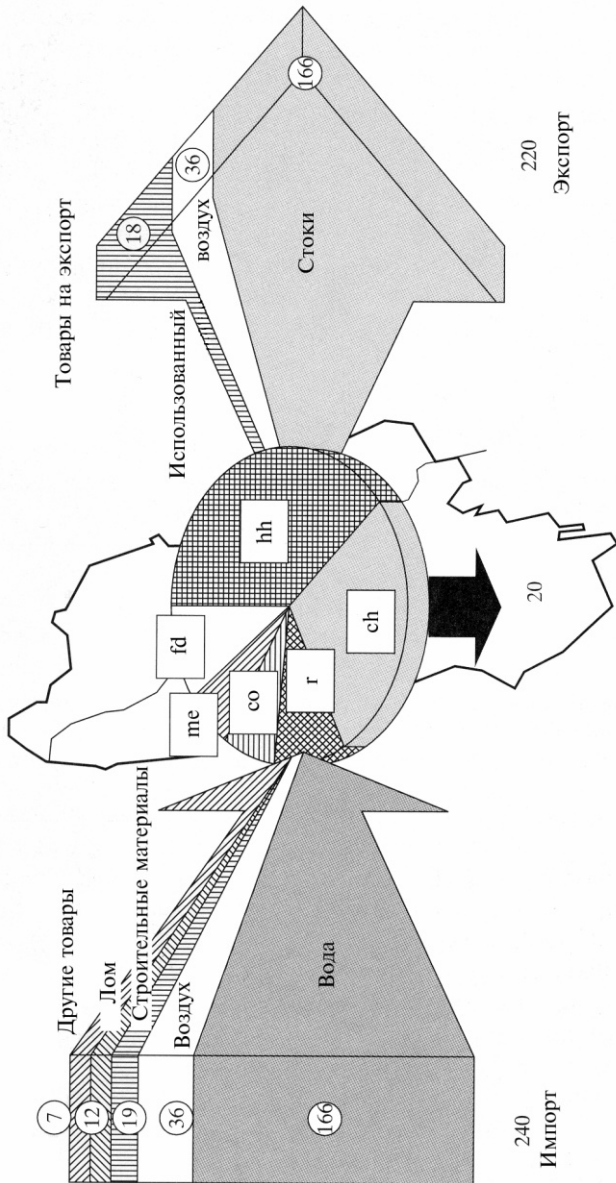 Другие товары
Лом
Строительные материалы
Воздух
Вода
7
12
19
36
166
240
Импорт
me
fd
co
hh
r
ch
20
Товары на экспорт
18
Использованный
воздух
36
Стоки
166
220
Экспорт